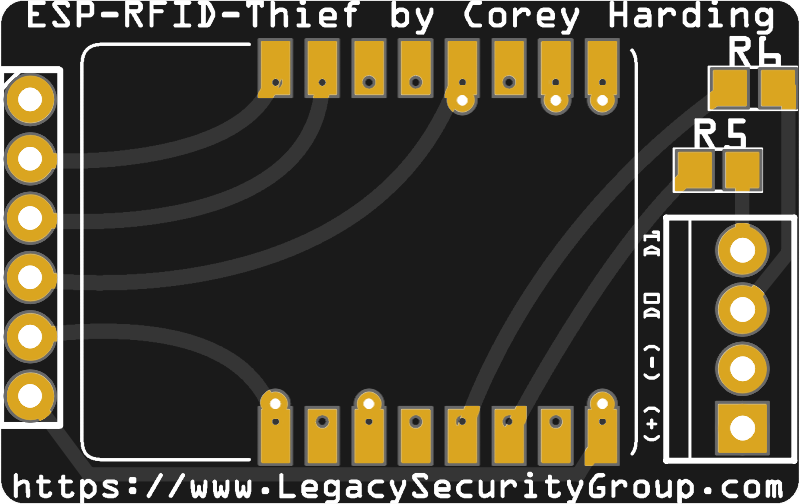 ESP-RFID-Thief by Corey Harding
R6
R5
D1
D0
(-)
(+)
https://www.LegacySecurityGroup.com